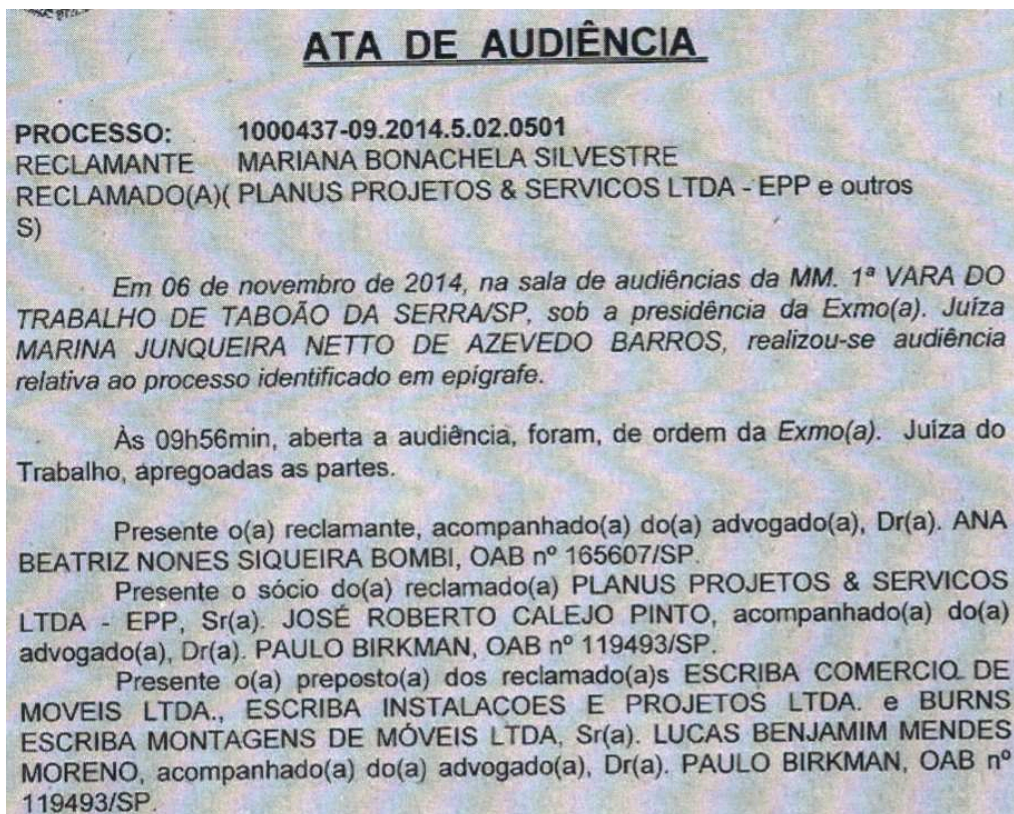 ATA DE AUDIÊNCIA
PROCESSO: 1000437-09.2014.5.02.0501
RECLAMANTE MARIANA BONACHELA SILVESTRE
RECLAMADO(A)( PLANUS PROJETOS & SERVICOS LTDA - EPP e outros
S)
Em 06 de novembro de 2014, na sala de audiências da MM. 1ª VARA DO
TRABALHO DE TABOÃO DA SERRA/SP, sob a presidência da Exmo(a). Juíza
MARINA JUNQUEIRA NETTO DE AZEVEDO BARROS, realizou-se audiência
relativa ao processo identificado em epígrafe.
Às 09h56min, aberta a audiência, foram, de ordem da Exmo(a). Juíza do
Trabalho, apregoadas as partes.
Presente o(a) reclamante, acompanhado(a) do(a) advogado(a), Dr(a). ANA
BEATRIZ NONES SIQUEIRA BOMBI, OAB nº 165607/SP.
Presente o sócio do(a) reclamado(a) PLANUS PROJETOS & SERVICOS
LTDA - EPP, Sr(a). JOSÉ ROBERTO CALEJO PINTO, acompanhado(a) do(a)
advogado(a), Dr(a). PAULO BIRKMAN, OAB nº 119493/SP.
Presente o(a) preposto(a) dos reclamado(a)s ESCRIBA COMERCIO DE
MOVEIS LTDA., ESCRIBA INSTALACOES E PROJETOS LTDA. e BURNS
ESCRIBA MONTAGENS DE MÓVEIS LTDA, Sr(a). LUCAS BENJAMIM MENDES
MORENO, acompanhado(a) do(a) advogado(a), Dr(a). PAULO BIRKMAN, OAB nº
119493/SP.